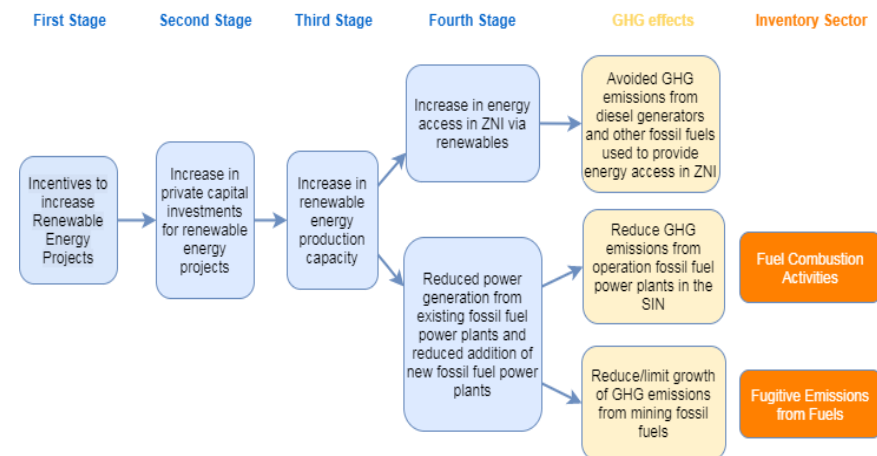 First Stage
Second Stage
Third Stage
Fourth Stage
GHG effects
Inventory Sector
Incentives to
increase
Renewable
Energy
Projects
Increase in
private capital
investments
for renewable
energy
projects
Increase in
renewable
energy
production
capacity
Increase in energy
access in ZNI via
renewables
Avoided GHG
emissions from
diesel generators
and other fossil fuels
used to provide
energy access in ZNI
Reduced power
generation from
existing fossil fuel
power plants and
reduced addition of
new fossil fuel power
plants
Reduce GHG
emissions from
operation fossil fuel
power plants in the
SIN
Fuel Combustion
Activities
Reduce/limit growth
of GHG emissions
from mining fossil
fuels
Fugitive Emissions
from Fuels